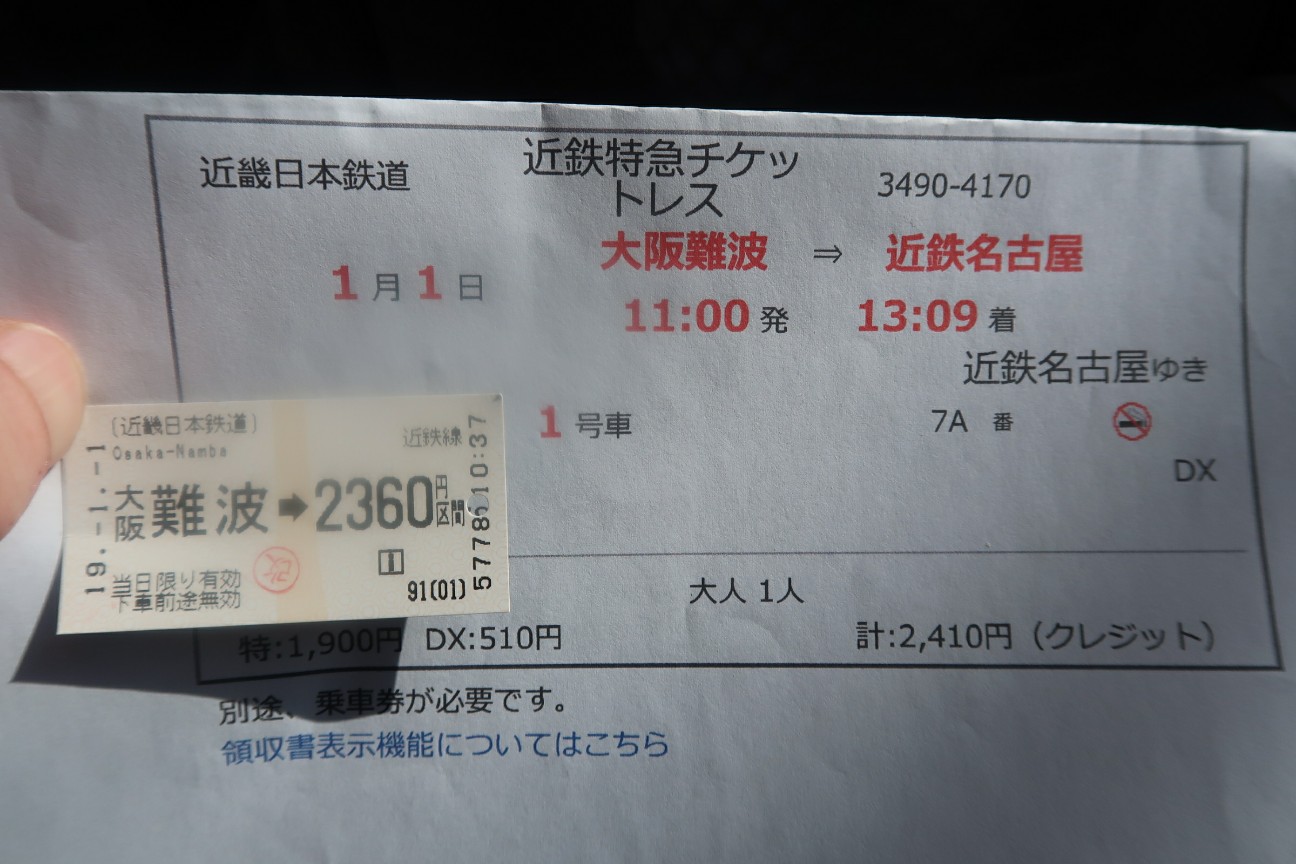 近畿日本鉄道
近鉄特急チケッ
トレス
3490-4170
1月1日
大阪難波 ⇒ 近鉄名古屋
11:00 発 13:09 着
近鉄名古屋ゆき
1 号車
7A 番
DX
大人 1人
特:1,900円 DX:510円
計:2,410円(クレジット)
別途、乗車券が必要です。
領収書表示機能についてはこちら
(近畿日本鉄道)
近鉄線
Osaka-Namba
大阪難波➡2360円区間
改
当日限り有効
下車前途無効
91(01)
19.-1.-1
5778 10:37